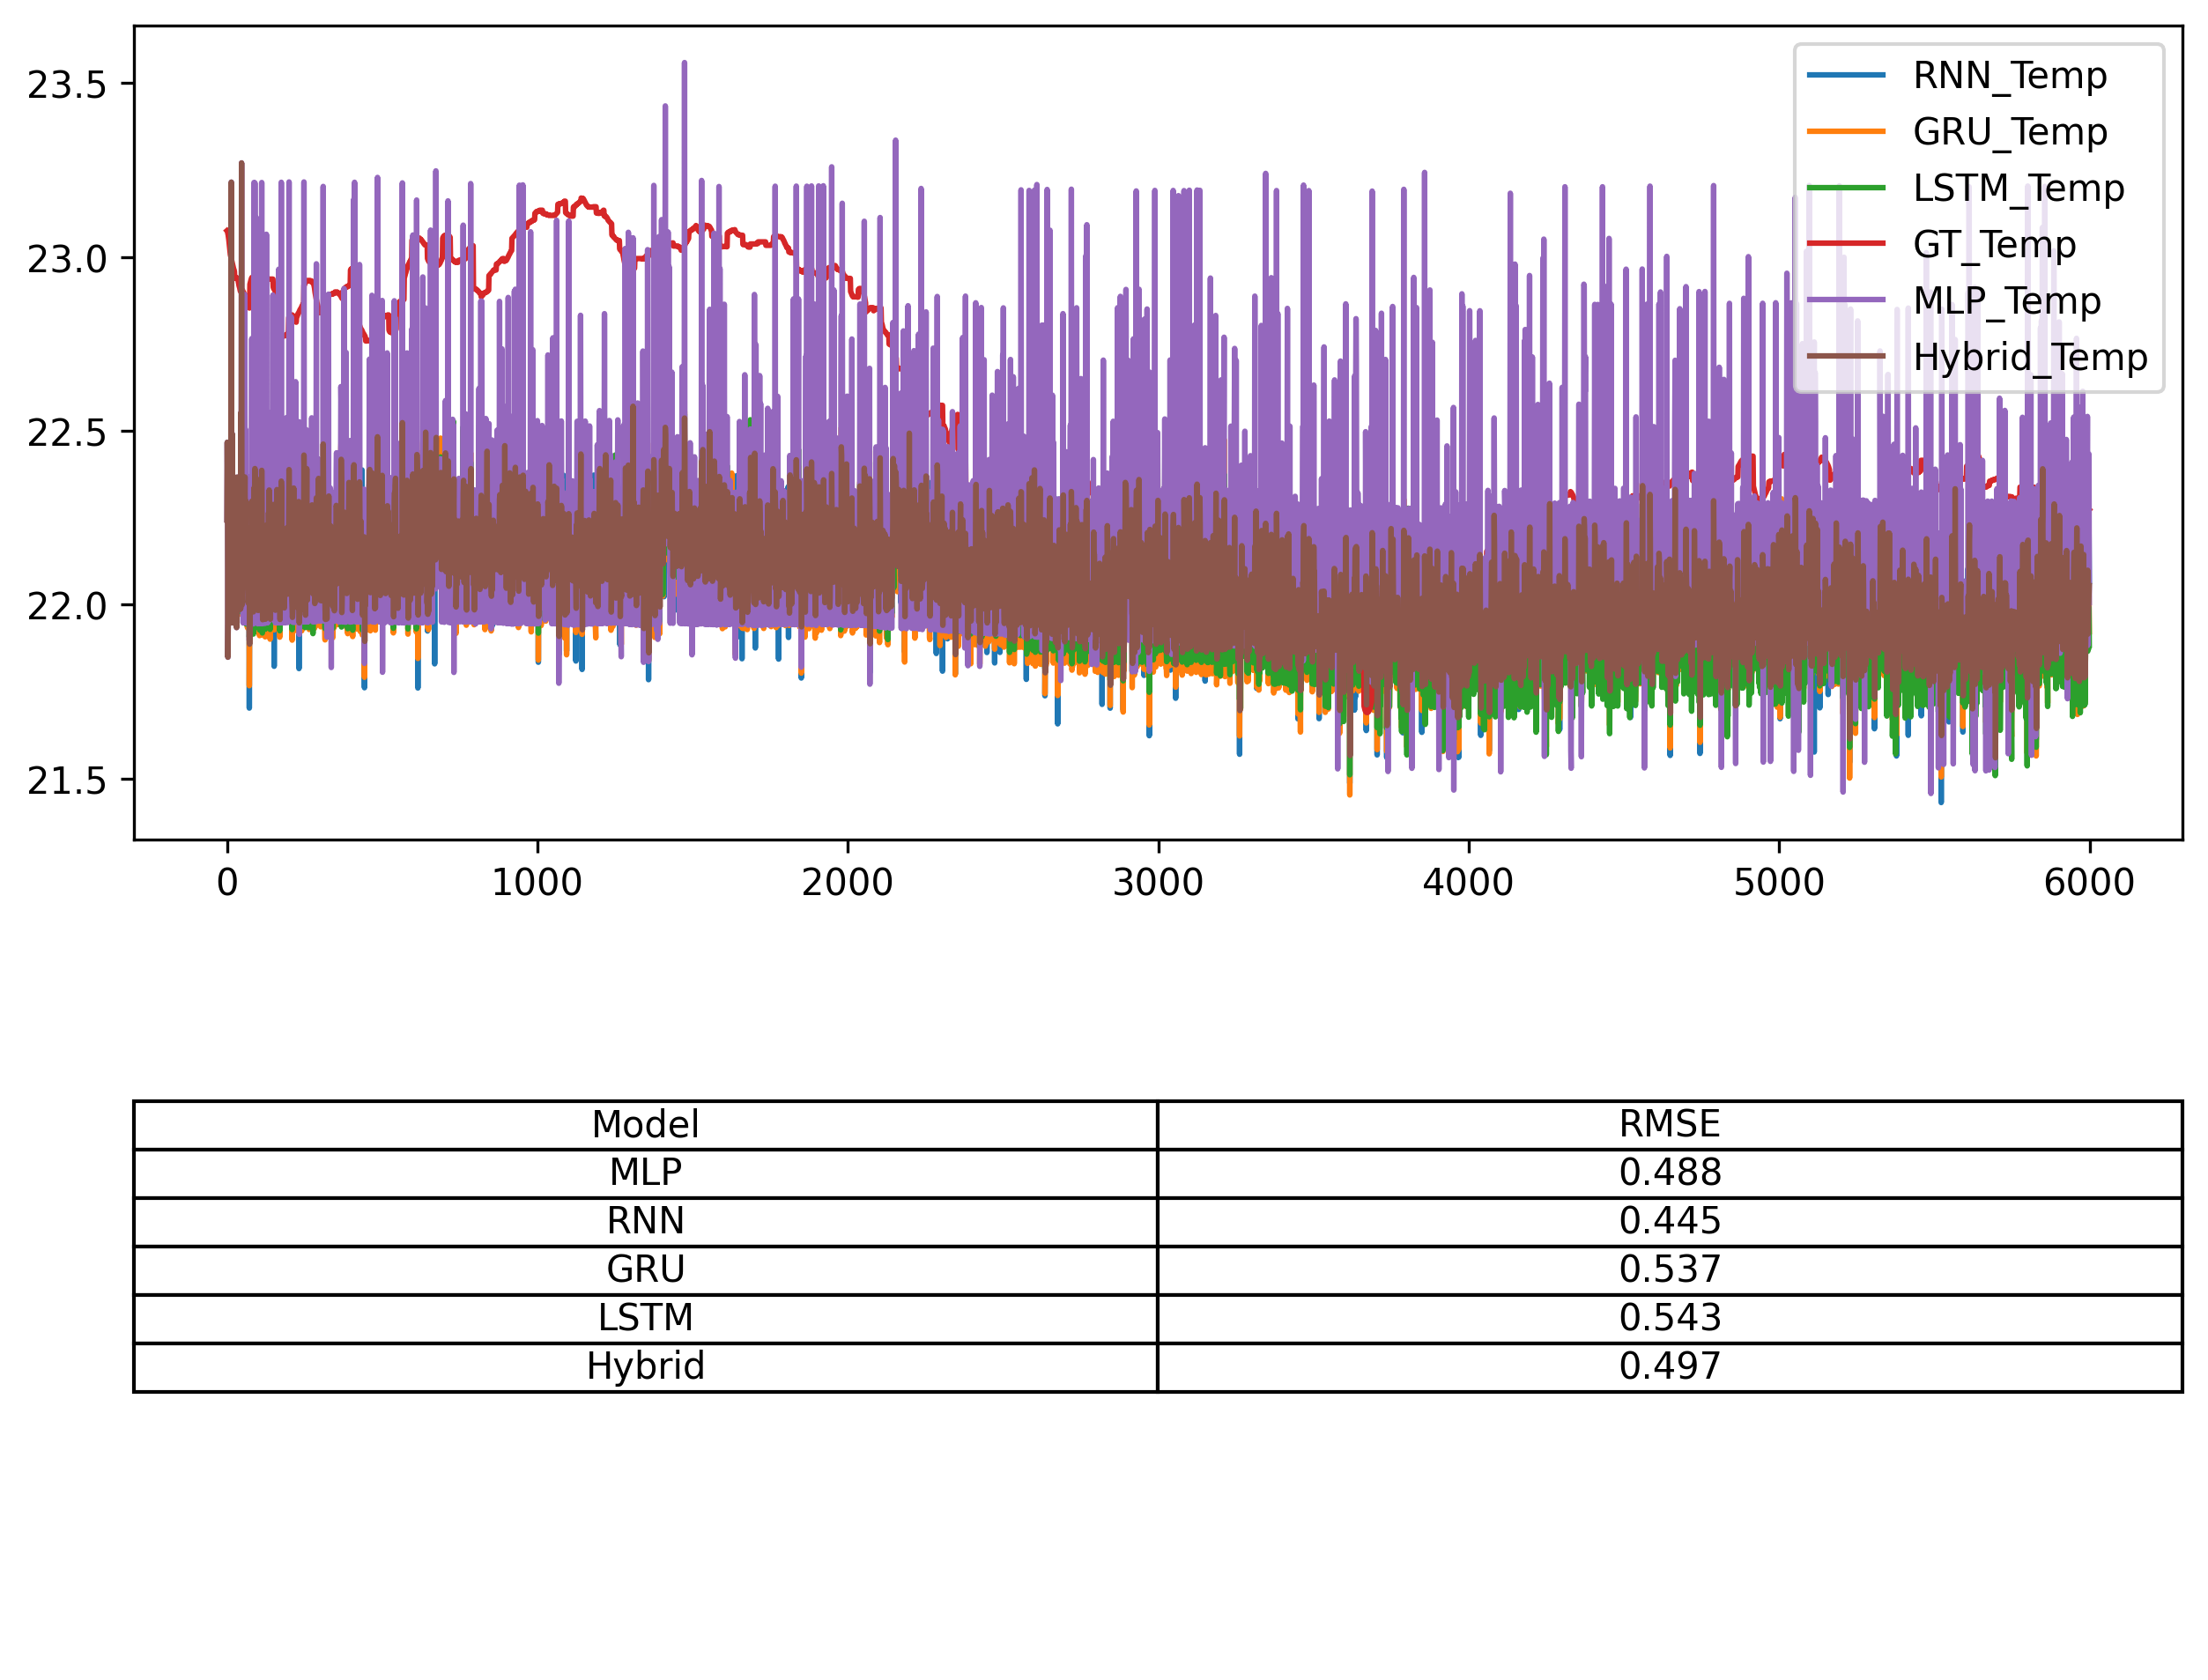 23.5
23.0
22.5
22.0
21.5
RNN_Temp
GRU_Temp
LSTM_Temp
GT_Temp
MLP_Temp
Hybrid_Temp
0 1000 2000 3000 4000 5000 6000
Model RMSE
MLP 0.488
RNN 0.445
GRU 0.537
LSTM 0.543
Hybrid 0.497